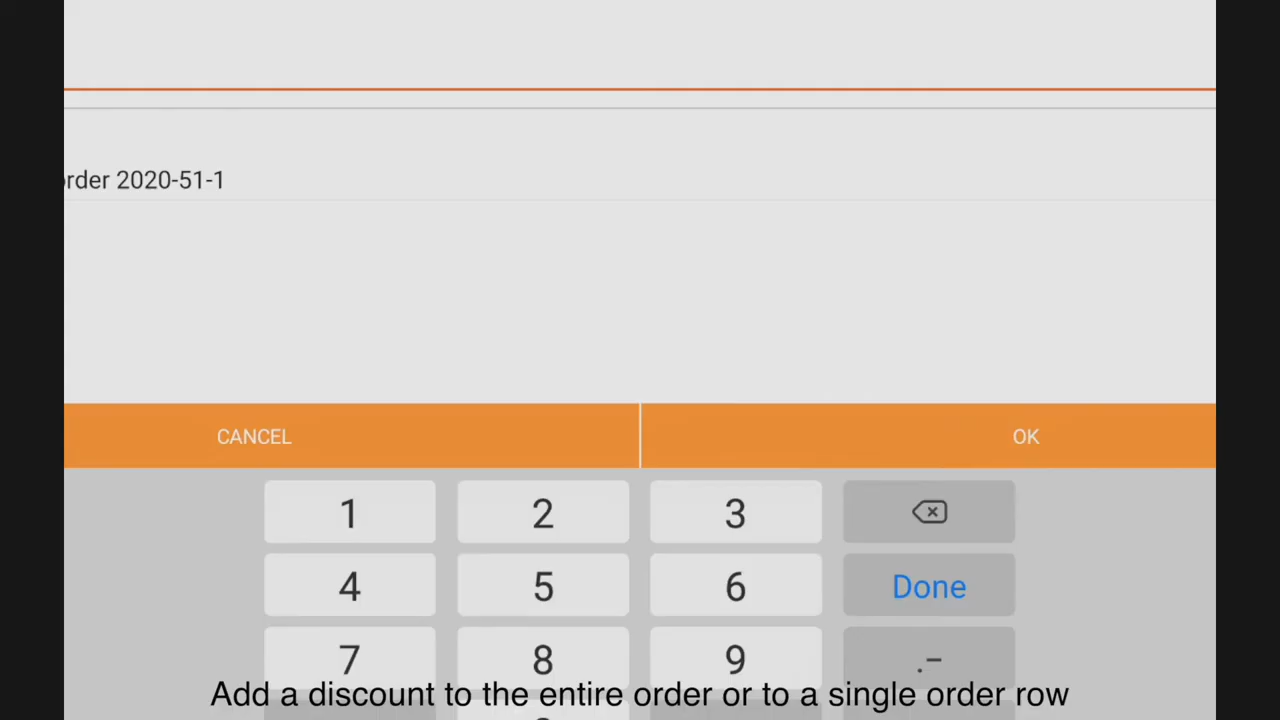 order 2020-51-1
CANCEL
OK
1
2
3
4
5
6
Done
7
8
9
.-
Add a discount to the entire order or to a single order row